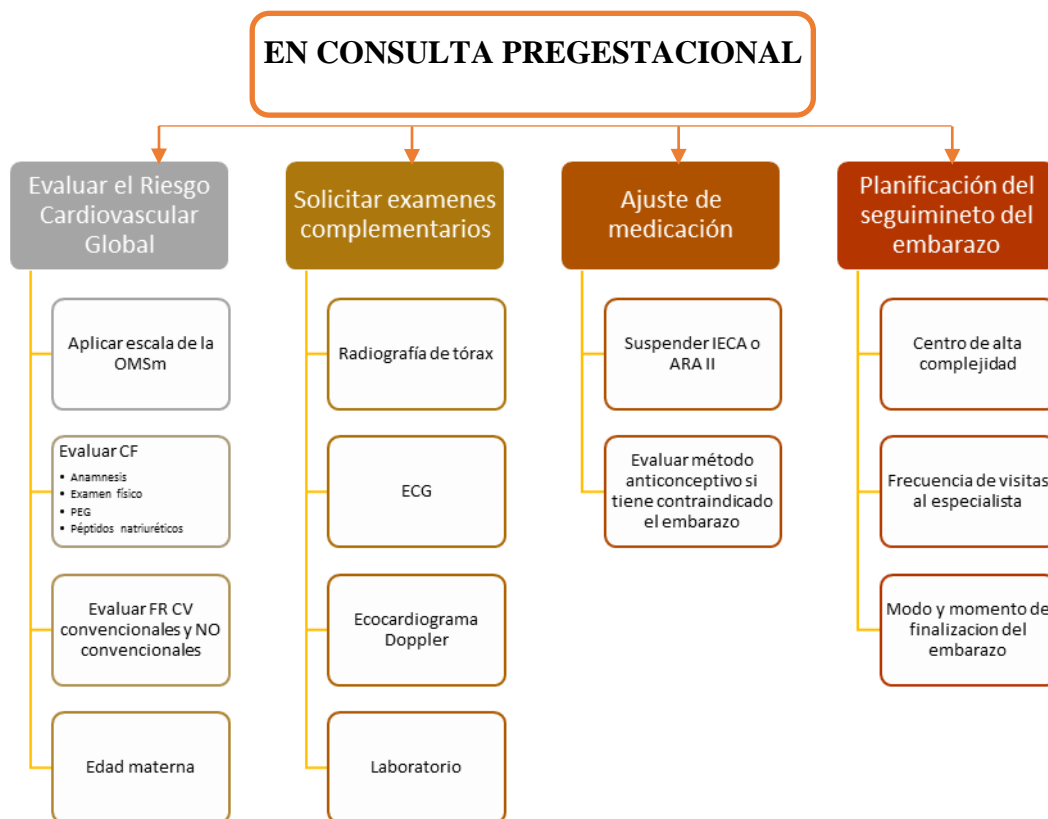 EN CONSULTA PREGESTACIONAL
Evaluar el Riesgo
Cardiovascular
Global
Aplicar escala de la
OMSm
Evaluar CF
▪ Anamnesis
▪ Examen físico
▪ PEG
▪ Péptidos natriuréticos
Evaluar FR CV
convencionales y NO
convencionales
Edad materna
Solicitar examenes
complementarios
Radiografía de tórax
ECG
Ecocardiograma
Doppler
Laboratorio
Ajuste de
medicación
Suspender IECA o
ARA II
Evaluar método
anticonceptivo si
tiene contraindicado
el embarazo
Planificación del
seguimineto del
embarazo
Centro de alta
complejidad
Frecuencia de visitas
al especialista
Modo y momento de
finalizacion del
embarazo